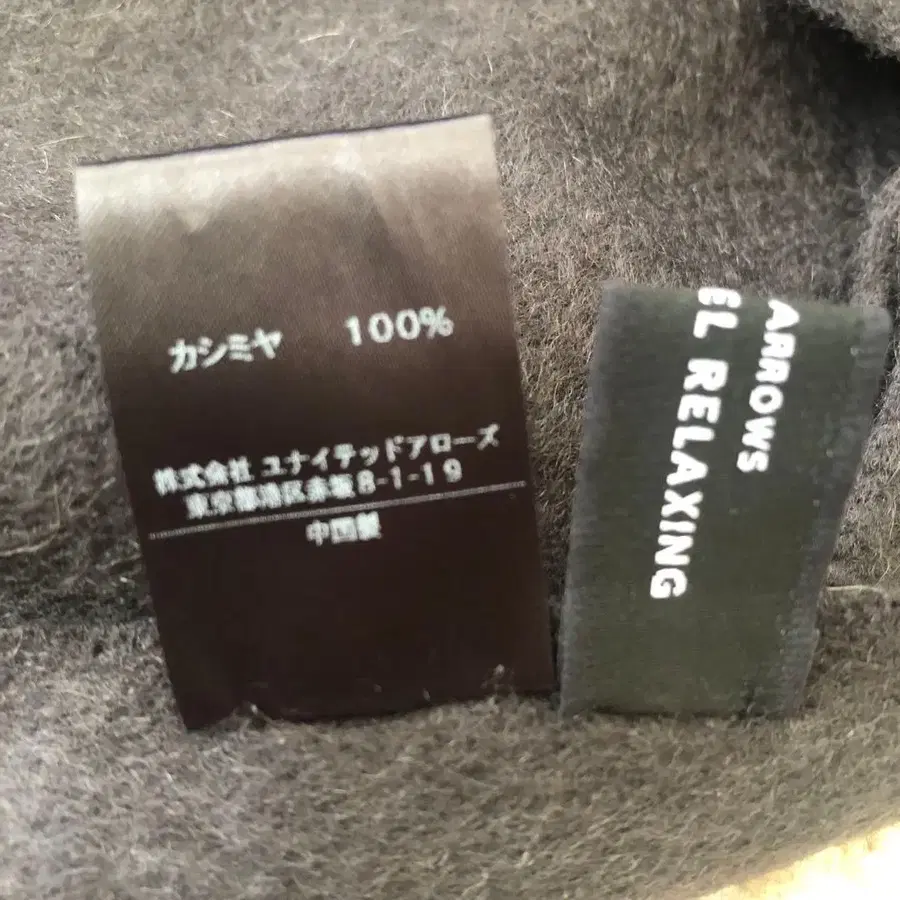 カシミヤ 100%
株式会社 ユナイテッドアローズ
東京都港区赤坂8-1-19
中国製
ARROWS
EL RELAXING